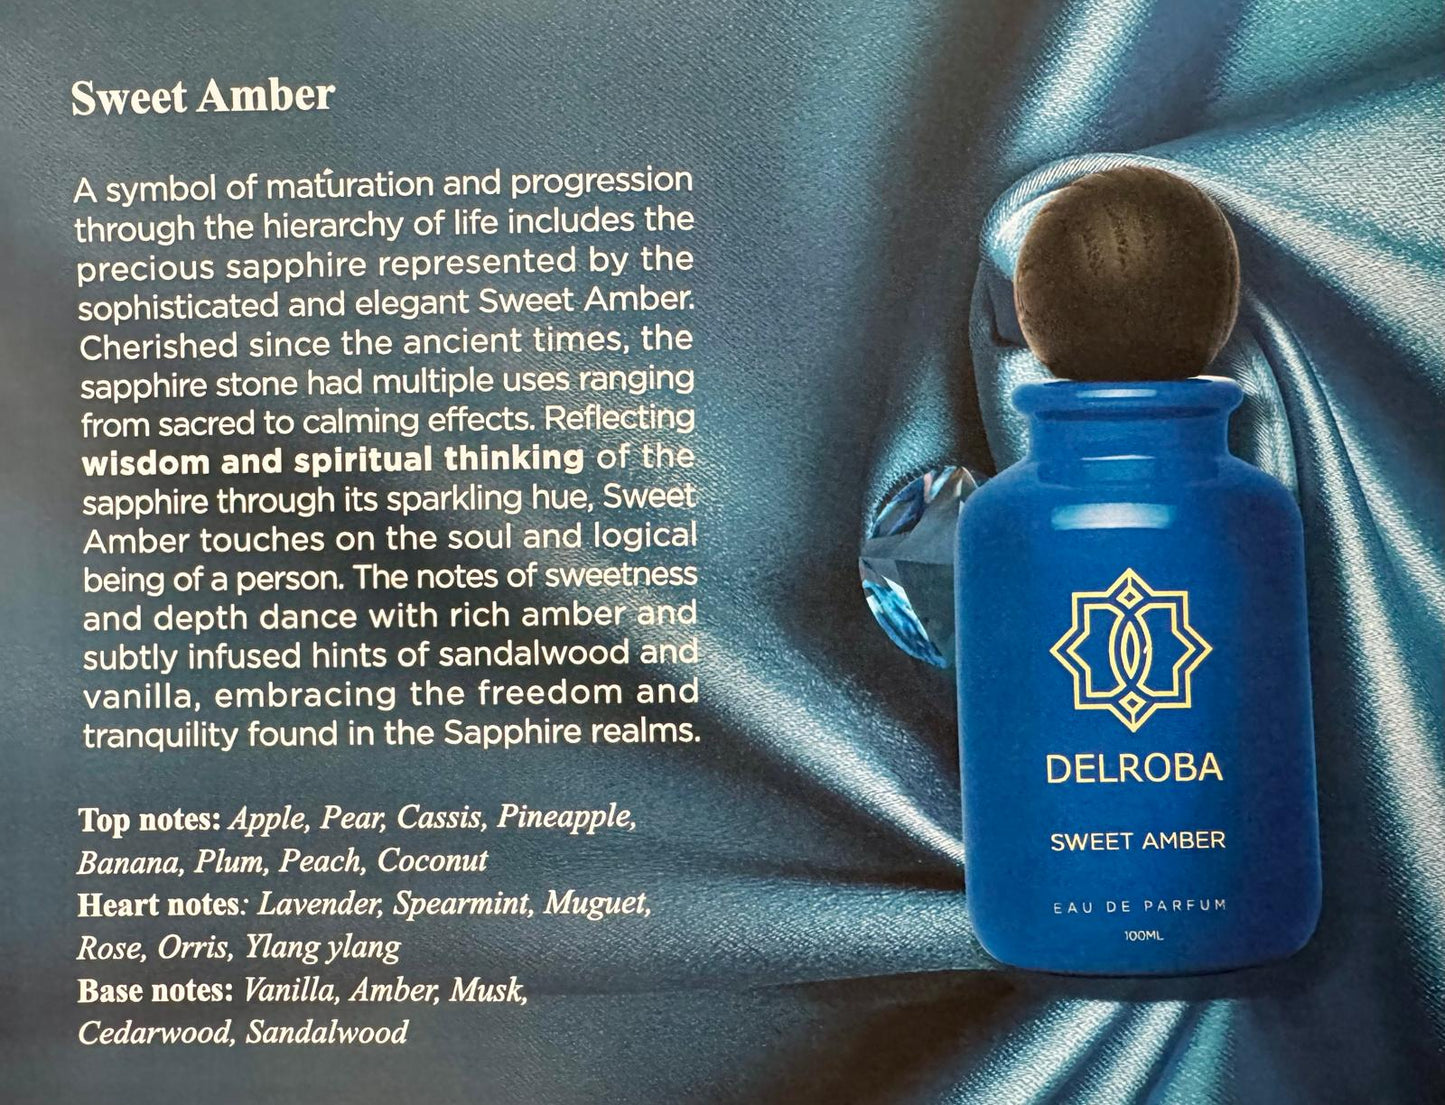 Sweet Amber
A symbol of maturation and progression
through the hierarchy of life includes the
precious sapphire represented by the
sophisticated and elegant Sweet Amber.
Cherished since the ancient times, the
sapphire stone had multiple uses ranging
from sacred to calming effects. Reflecting
wisdom and spiritual thinking of the
sapphire through its sparkling hue, Sweet
Amber touches on the soul and logical
being of a person. The notes of sweetness
and depth dance with rich amber and
subtly infused hints of sandalwood and
vanilla, embracing the freedom and
tranquility found in the Sapphire realms.
Top notes: Apple, Pear, Cassis, Pineapple,
Banana, Plum, Peach, Coconut
Heart notes: Lavender, Spearmint, Muguet,
Rose, Orris, Ylang ylang
Base notes: Vanilla, Amber, Musk,
Cedarwood, Sandalwood
DELROBA
SWEET AMBER
EAU DE PARFUM
100ML